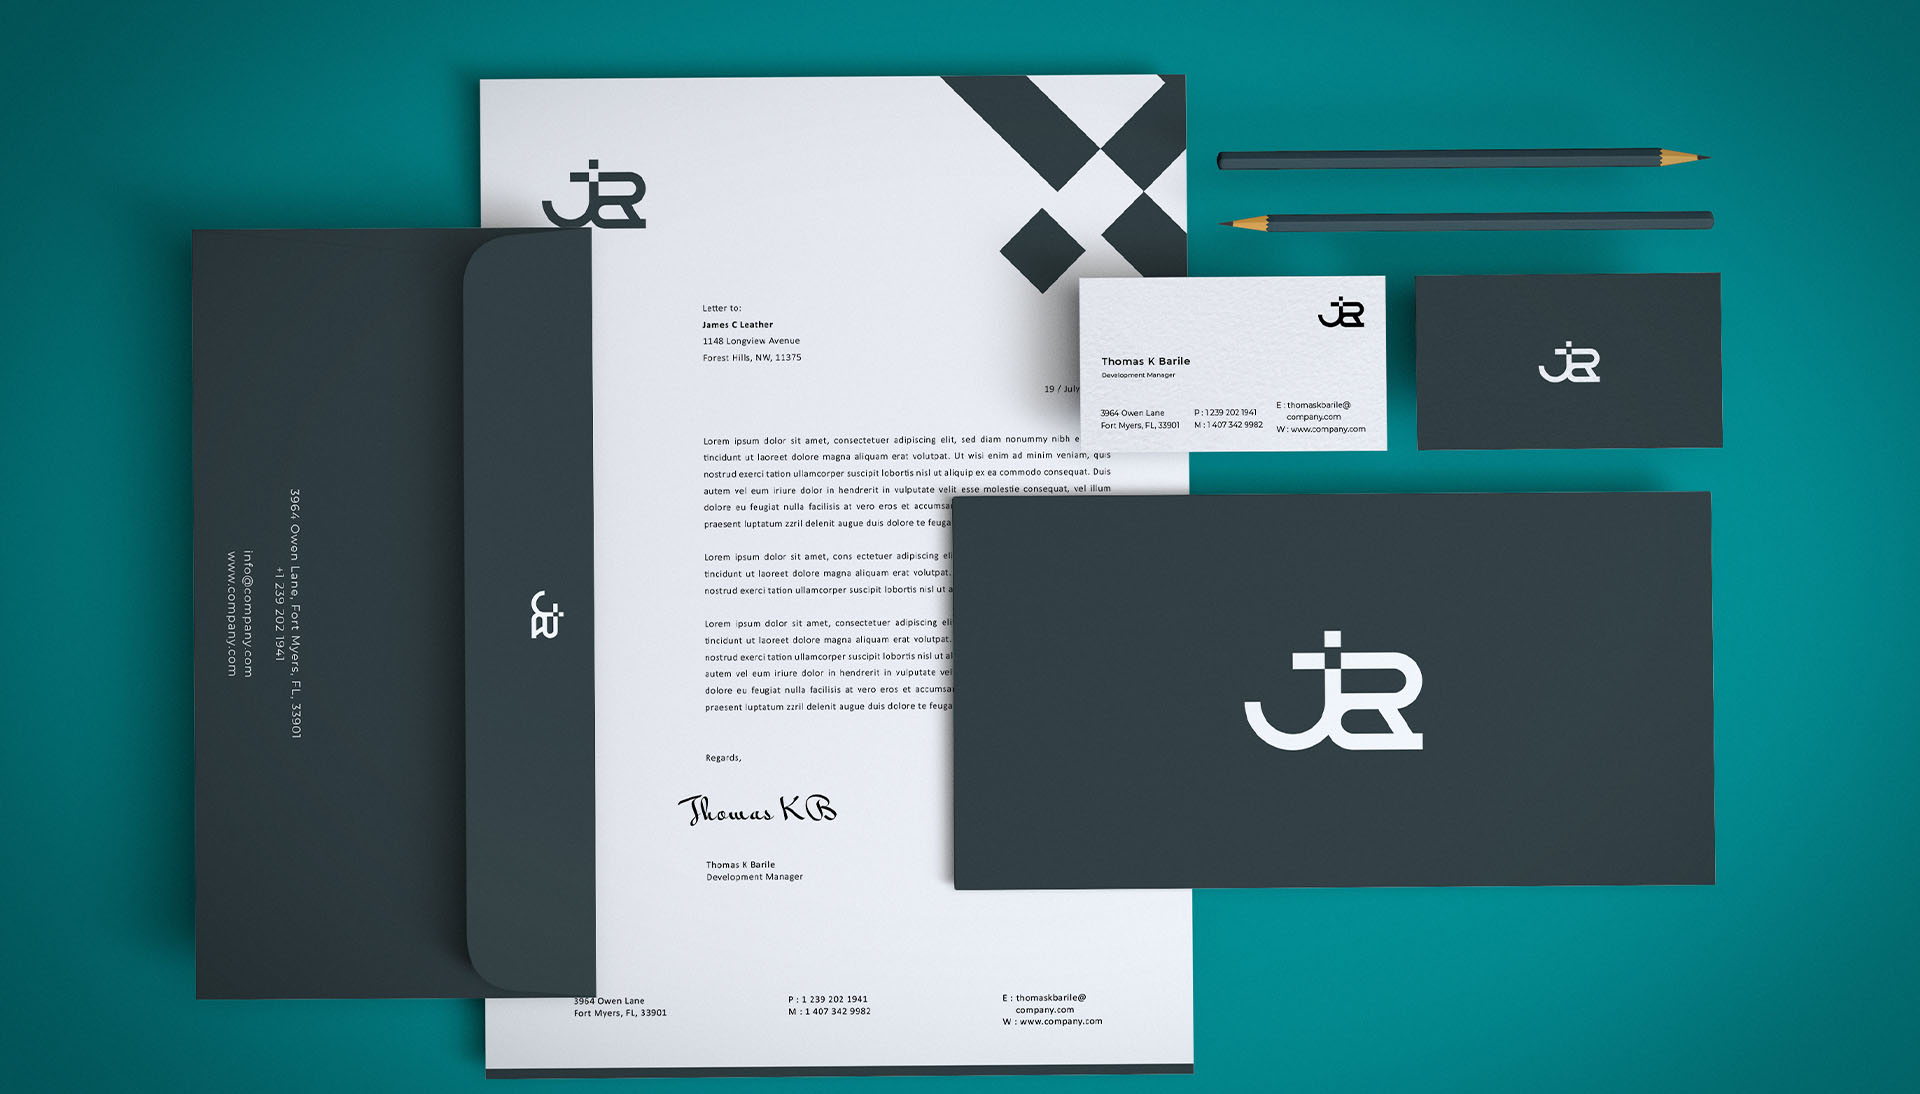 JR
Letter to:
James C Leather
1148 Longview Avenue
Forest Hills, NW, 11375
19 / July
Lorem ipsum dolor sit amet, consectetuer adipiscing elit, sed diam nonummy nibh e
tincidunt ut laoreet dolore magna aliquam erat volutpat. Ut wisi enim ad minim veniam, quis
nostrud exerci tation ullamcorper suscipit lobortis nisl ut aliquip ex ea commodo consequat. Duis
autem vel eum iriure dolor in hendrerit in vulputate velit esse molestie consequat, vel illum
dolore eu feugiat nulla facilisis at vero eros et accumsa
praesent luptatum zzril delenit augue duis dolore te feuga
Lorem ipsum dolor sit amet, cons ectetuer adipiscing el
tincidunt ut laoreet dolore magna aliquam erat volutpat.
nostrud exerci tation ullamcorper suscipit lobortis nisl ut a
Lorem ipsum dolor sit amet, consectetuer adipiscing eli
tincidunt ut laoreet dolore magna aliquam erat volutpat.
nostrud exerci tation ullamcorper suscipit lobortis nisl ut al
autem vel eum iriure dolor in hendrerit in vulputate vel
dolore eu feugiat nulla facilisis at vero eros et accumsa
praesent luptatum zzril delenit augue duis dolore te feuga
Regards,
Thomas K B
Thomas K Barile
Development Manager
3964 Owen Lane
Fort Myers, FL, 33901
P : 1 239 202 1941
M : 1 407 342 9982
E : thomaskbarile@
company.com
W : www.company.com
3964 Owen Lane, Fort Myers, FL, 33901
+1 239 202 1941
info@company.com
www.company.com
JR
JR
Thomas K Barile
Development Manager
3964 Owen Lane
Fort Myers, FL, 33901
P : 1 239 202 1941
M : 1 407 342 9982
E : thomaskbarile@
company.com
W : www.company.com
JR
JR